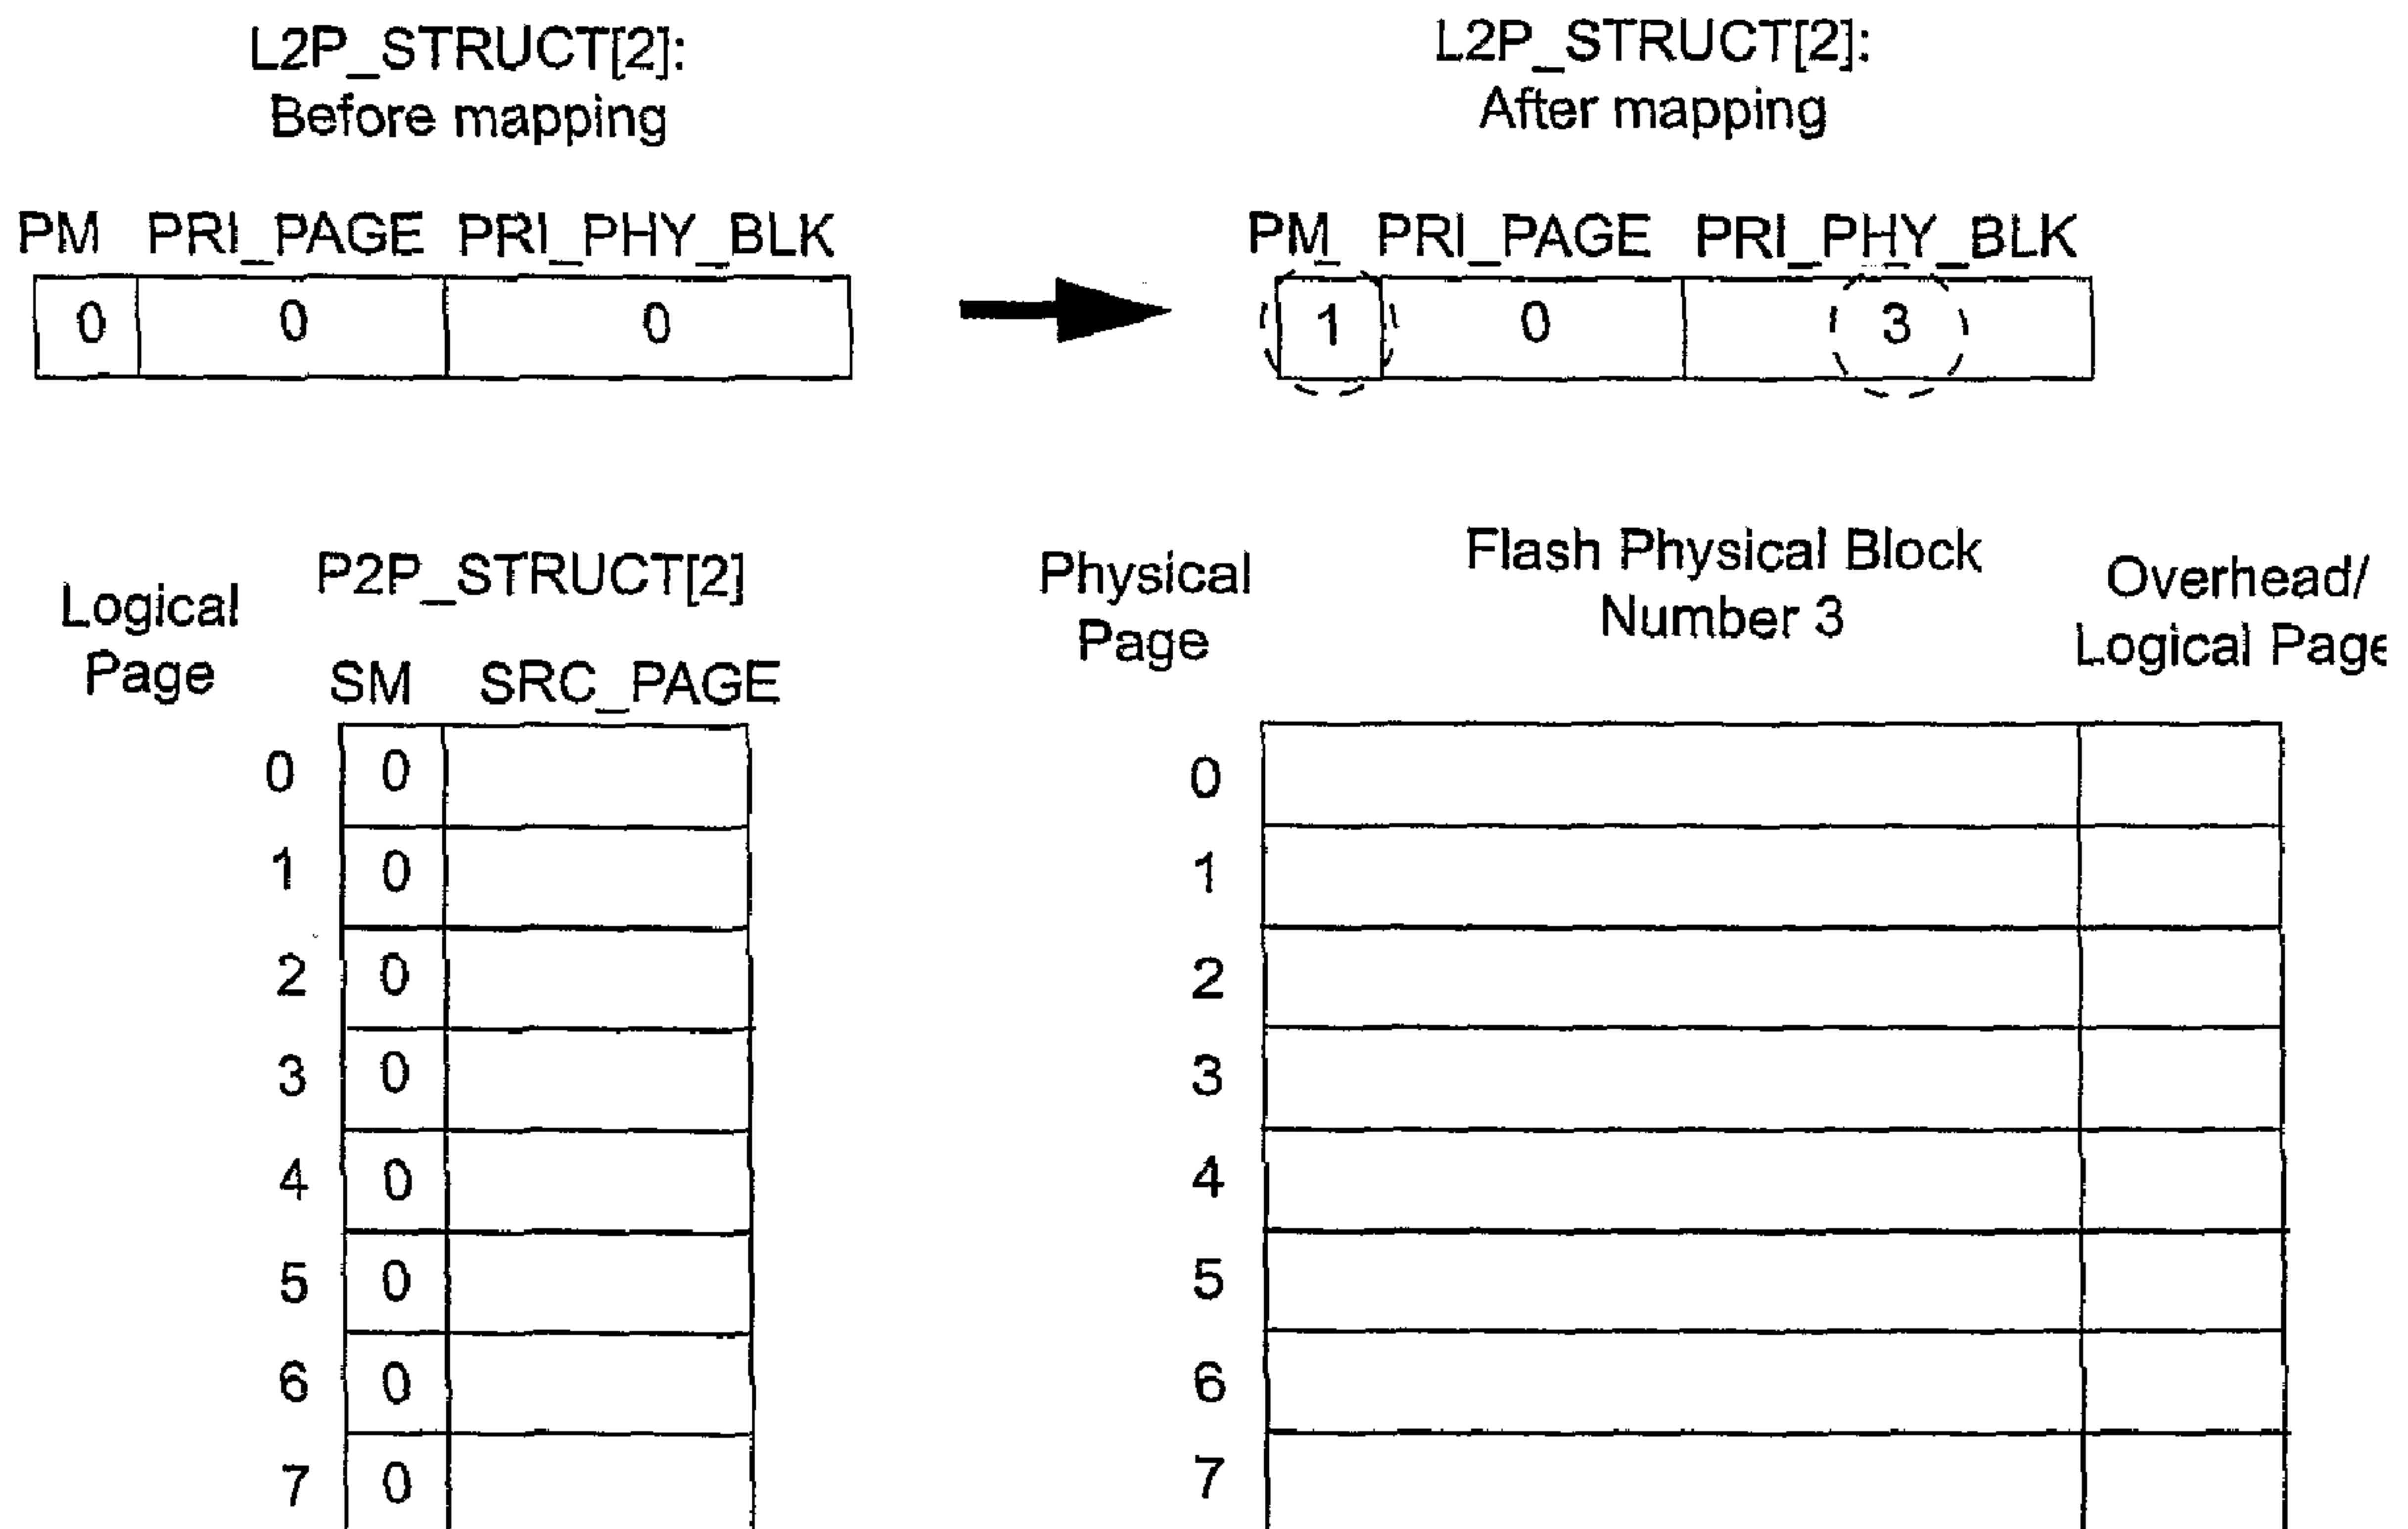 L2P_STRUCT[2]:
Before mapping
L2P_STRUCT[2]:
After mapping
PM PRI_PAGE PRI_PHY_BLK
0 0 0
PM PRI_PAGE PRI_PHY_BLK
1 0 3
Logical
Page
P2P_STRUCT[2]
SM SRC_PAGE
0 0
1 0
2 0
3 0
4 0
5 0
6 0
7 0
Physical
Page
Flash Physical Block
Number 3
Overhead/
Logical Page
0
1
2
3
4
5
6
7